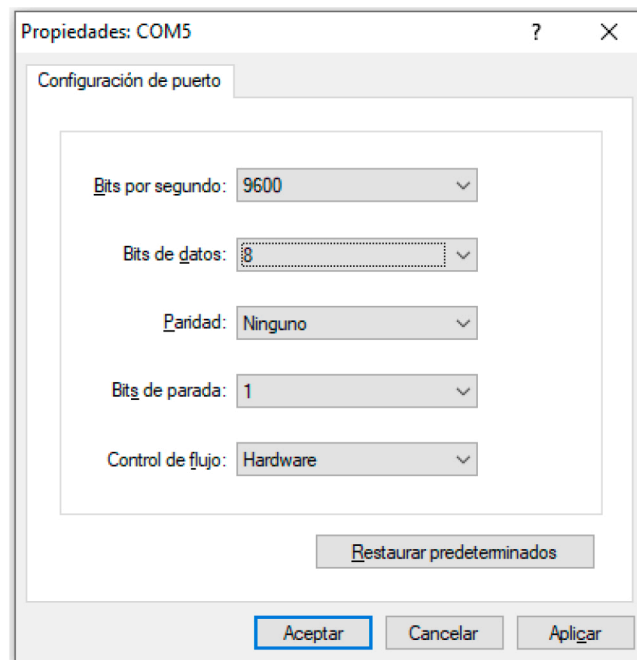 Propiedades: COM5 ?
Configuración de puerto
Bits por segundo: 9600
Bits de datos: 8
Paridad: Ninguno
Bits de parada: 1
Control de flujo: Hardware
Restaurar predeterminados
Aceptar Cancelar Aplicar